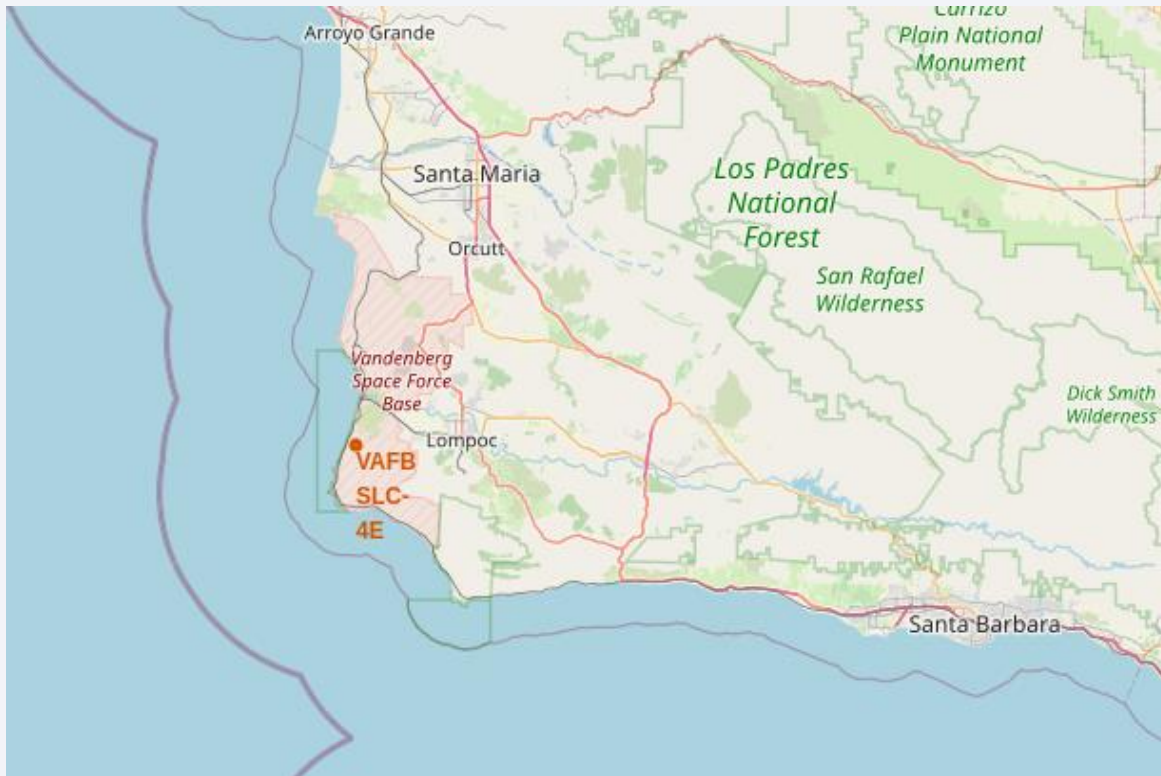 Carrizo
Plain National
Monument
Arroyo Grande
Los Padres
National
Forest
Santa Maria
Orcutt
San Rafael
Wilderness
Vandenberg
Space Force
Base
Dick Smith
Wilderness
Lompoc
VAFB
SLC-
4E
Santa Barbara